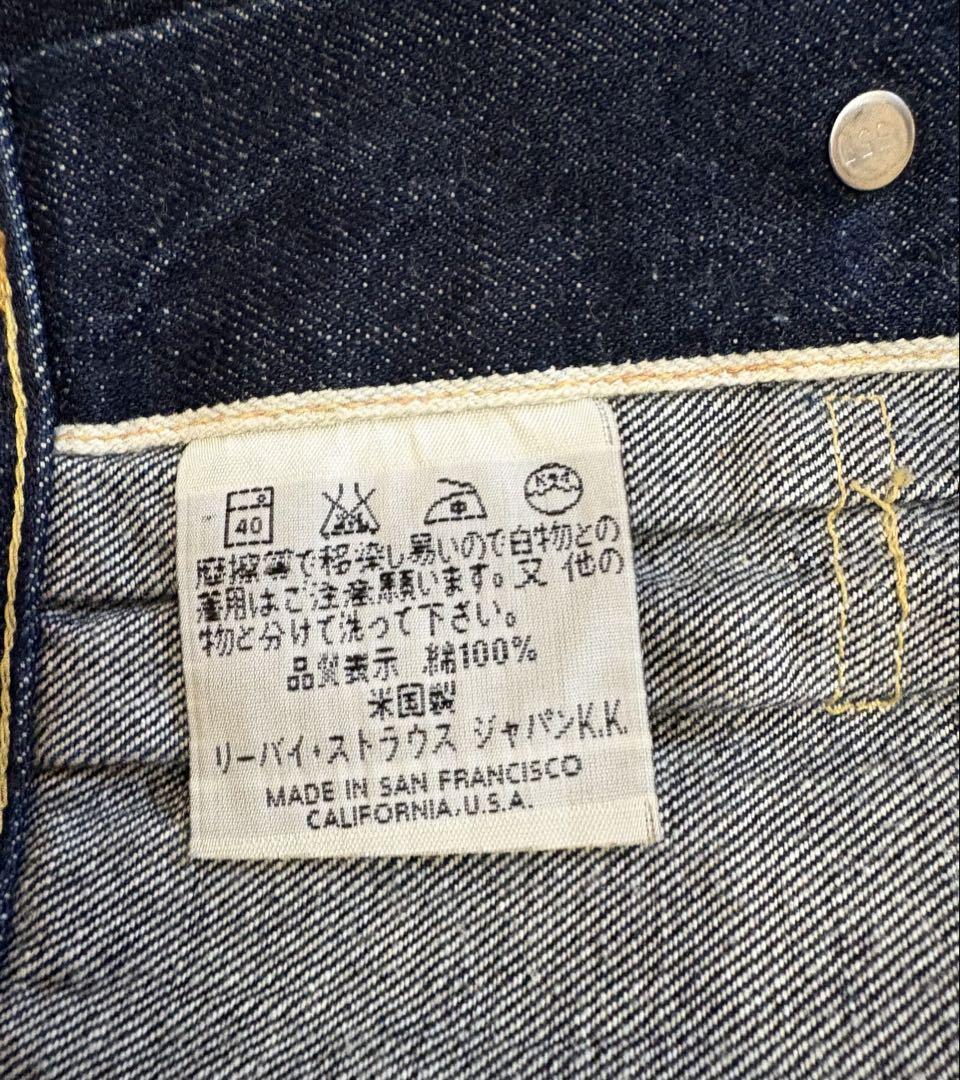 555
40
摩擦等で移染し易いので白物との
着用はご注意願います。又 他の
物と分けて洗って下さい。
品質表示 綿100%
米国製
リーバイ・ストラウス ジャパンK.K.
MADE IN SAN FRANCISCO
CALIFORNIA, U.S.A.